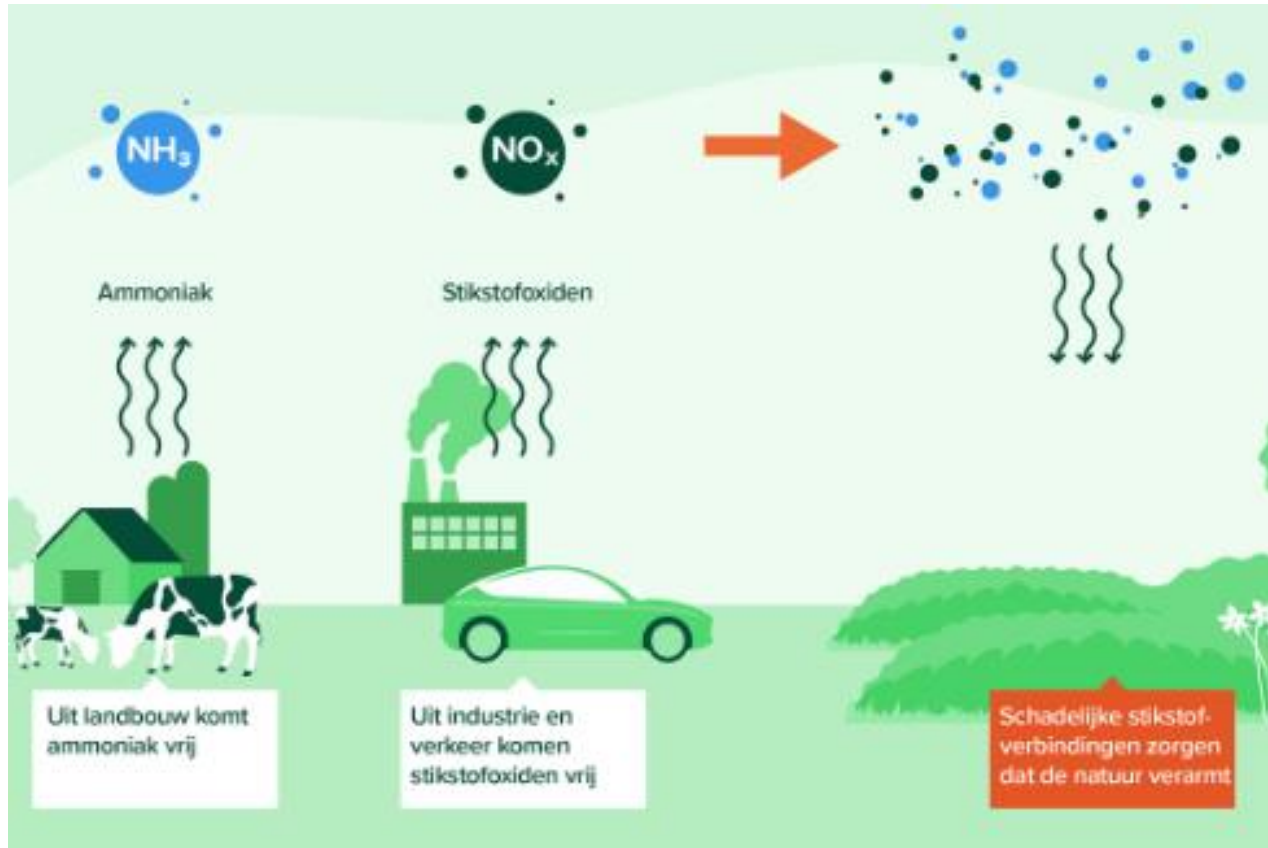 NH₃
NOₓ
Ammoniak
Stikstofoxiden
Uit landbouw komt
ammoniak vrij
Uit industrie en
verkeer komen
stikstofoxiden vrij
Schadelijke stikstof-
verbindingen zorgen
dat de natuur verarmt